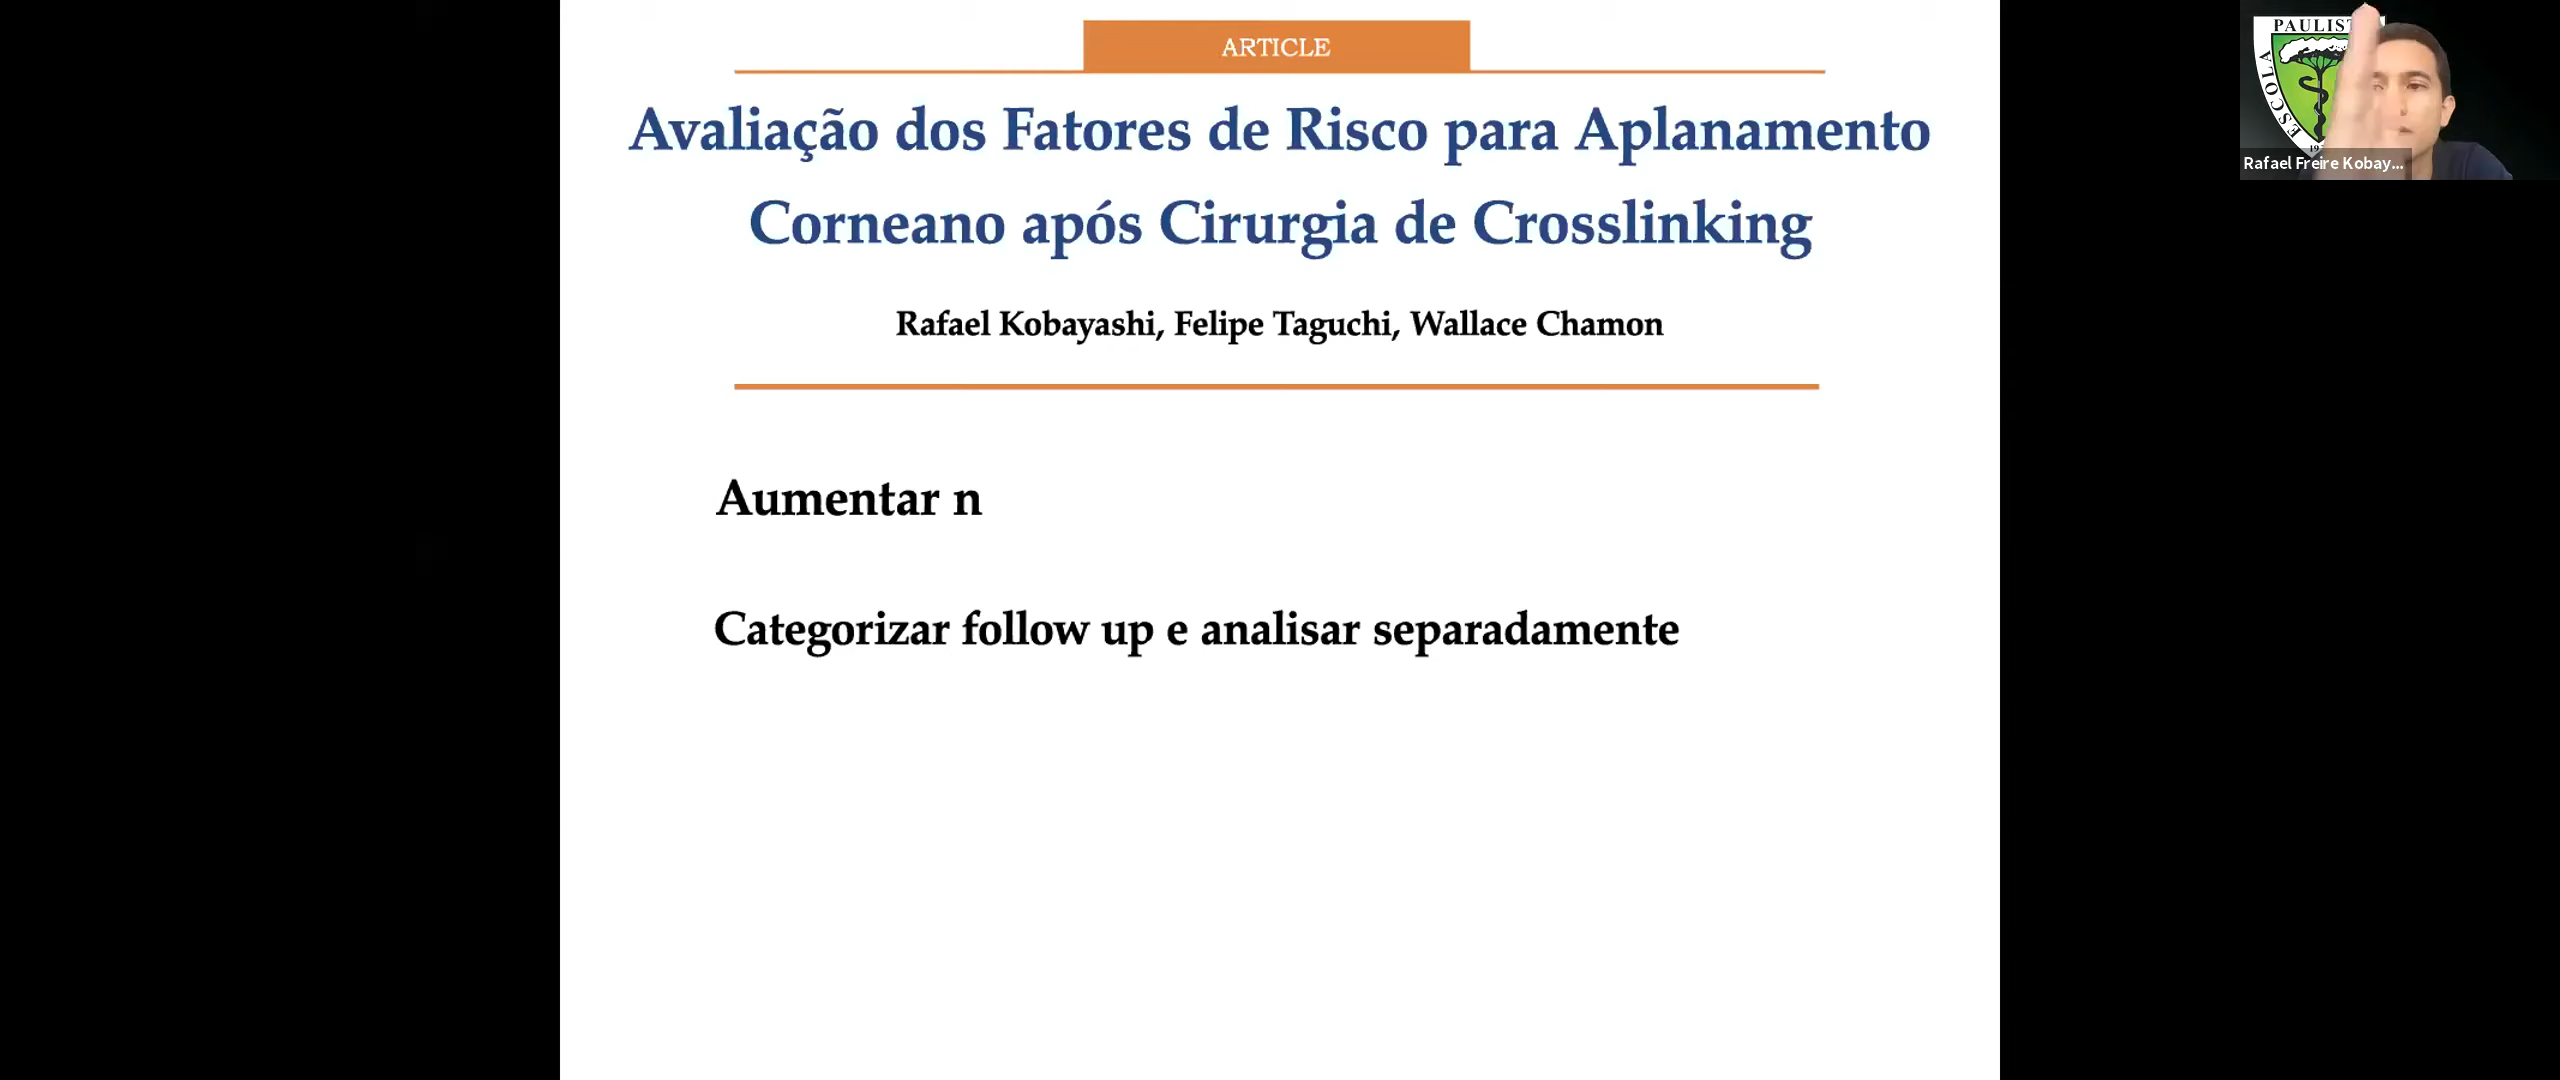 ARTICLE
Avaliação dos Fatores de Risco para Aplanamento
Corneano após Cirurgia de Crosslinking
Rafael Kobayashi, Felipe Taguchi, Wallace Chamon
Aumentar n
Categorizar follow up e analisar separadamente
ESCOLA
Rafael Freire Kobay...